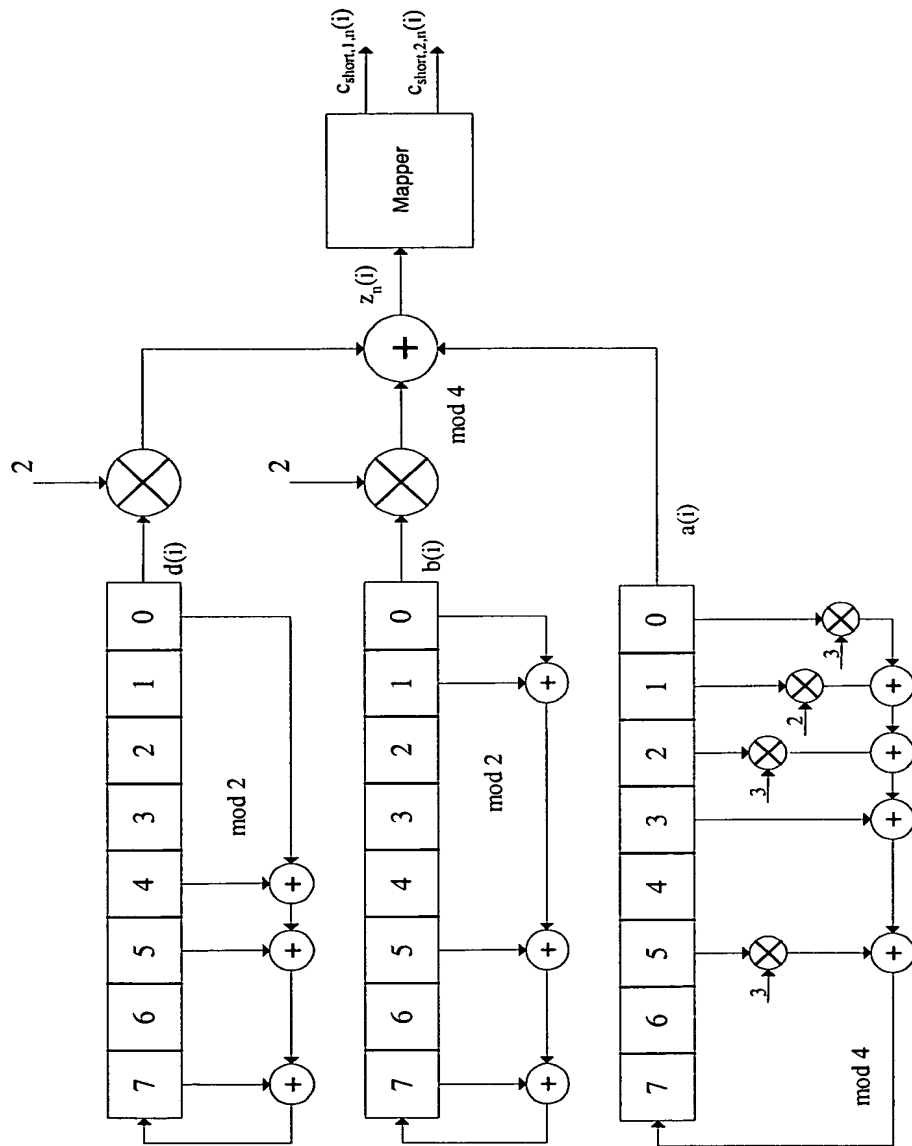 2
d(i)
7 6 5 4 3 2 1 0
+ + +
mod 2
2
b(i)
7 6 5 4 3 2 1 0
+ + +
mod 2
+
mod 4
z_n(i)
Mapper
c_short,1,n(i)
c_short,2,n(i)
a(i)
7 6 5 4 3 2 1 0
3 3 2 3
+ + + +
mod 4